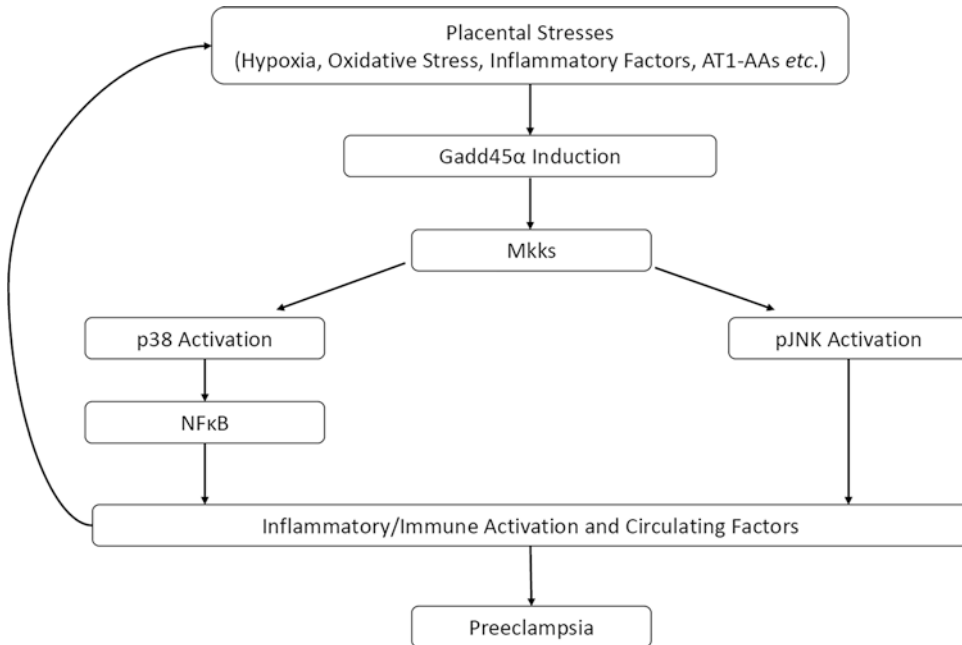 Placental Stresses
(Hypoxia, Oxidative Stress, Inflammatory Factors, AT1-AAs etc.)
Gadd45α Induction
Mkks
p38 Activation
pJNK Activation
NFκB
Inflammatory/Immune Activation and Circulating Factors
Preeclampsia